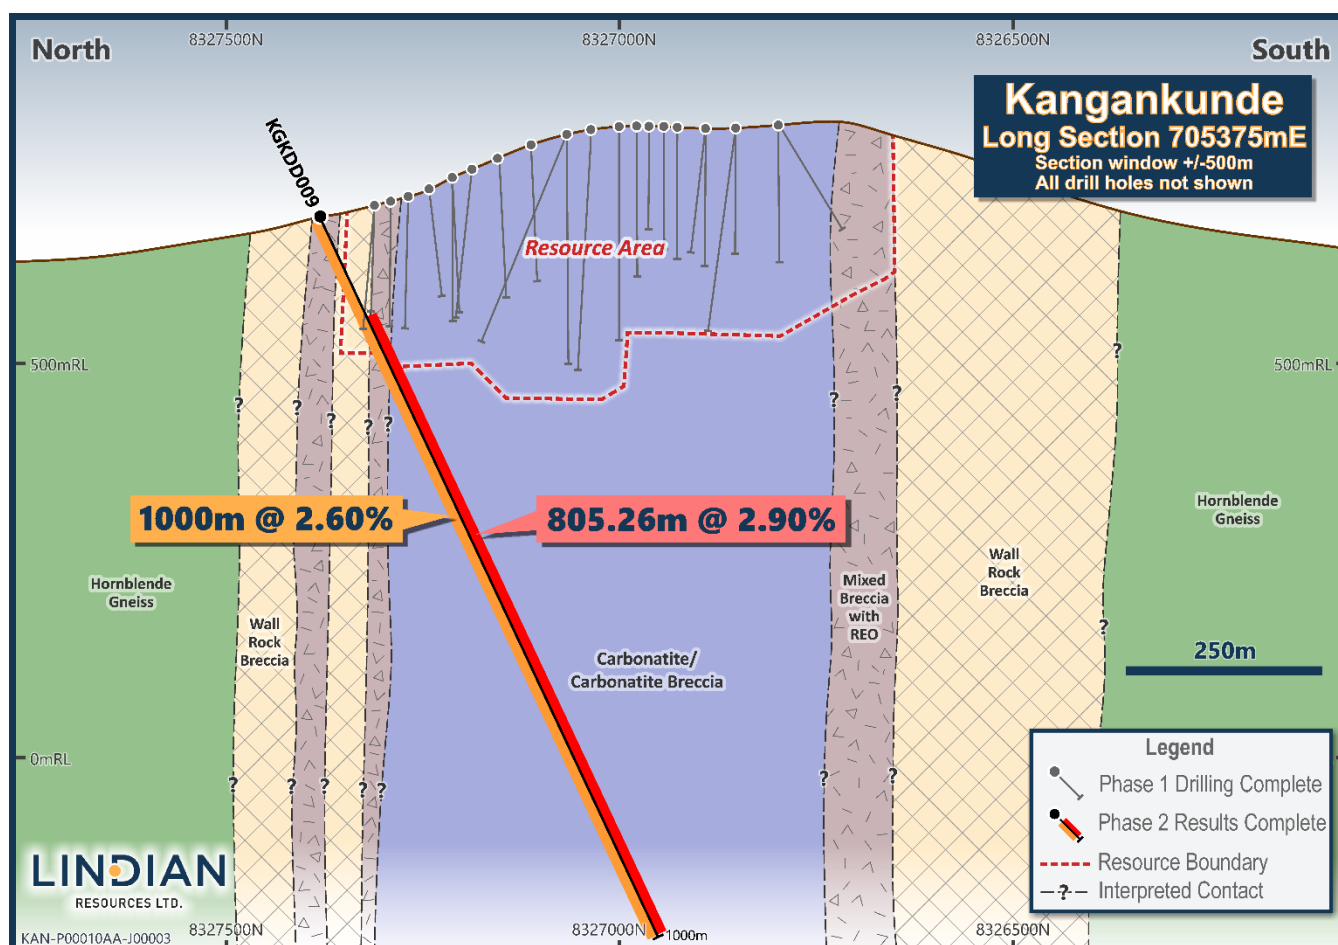 8327500N
8327000N
8326500N
North
South
Kangankunde
Long Section 705375mE
Section window +/-500m
All drill holes not shown
KGKDD009
Resource Area
500mRL
500mRL
?
?
?
?
?
?
?
?
1000m @ 2.60%
805.26m @ 2.90%
Hornblende
Gneiss
Wall
Rock
Breccia
Carbonatite/
Carbonatite Breccia
Mixed
Breccia
with
REO
Wall
Rock
Breccia
Hornblende
Gneiss
?
250m
0mRL
?
?
?
?
?
?
?
Legend
Phase 1 Drilling Complete
Phase 2 Results Complete
Resource Boundary
? Interpreted Contact
LINDIAN
RESOURCES LTD.
KAN-P00010AA-J00003
8327500N
8327000N
1000m
8326500N